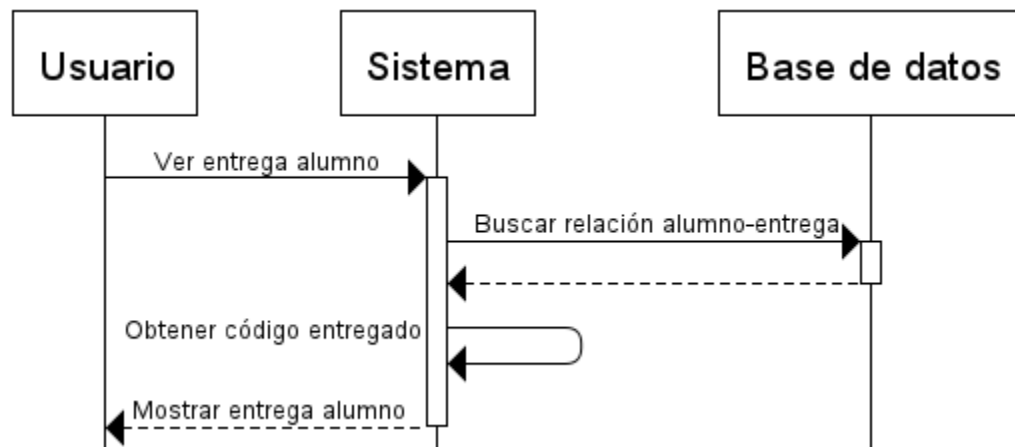 Usuario
Sistema
Base de datos
Ver entrega alumno
Buscar relación alumno-entrega
Obtener código entregado
Mostrar entrega alumno